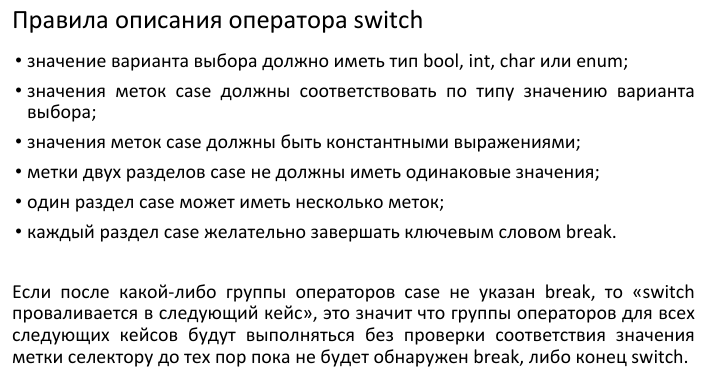 Правила описания оператора switch
• значение варианта выбора должно иметь тип bool, int, char или enum;
• значения меток case должны соответствовать по типу значению варианта
выбора;
• значения меток case должны быть константными выражениями;
• метки двух разделов case не должны иметь одинаковые значения;
• один раздел case может иметь несколько меток;
• каждый раздел case желательно завершать ключевым словом break.
Если после какой-либо группы операторов case не указан break, то «switch
проваливается в следующий кейс», это значит что группы операторов для всех
следующих кейсов будут выполняться без проверки соответствия значения
метки селектору до тех пор пока не будет обнаружен break, либо конец switch.